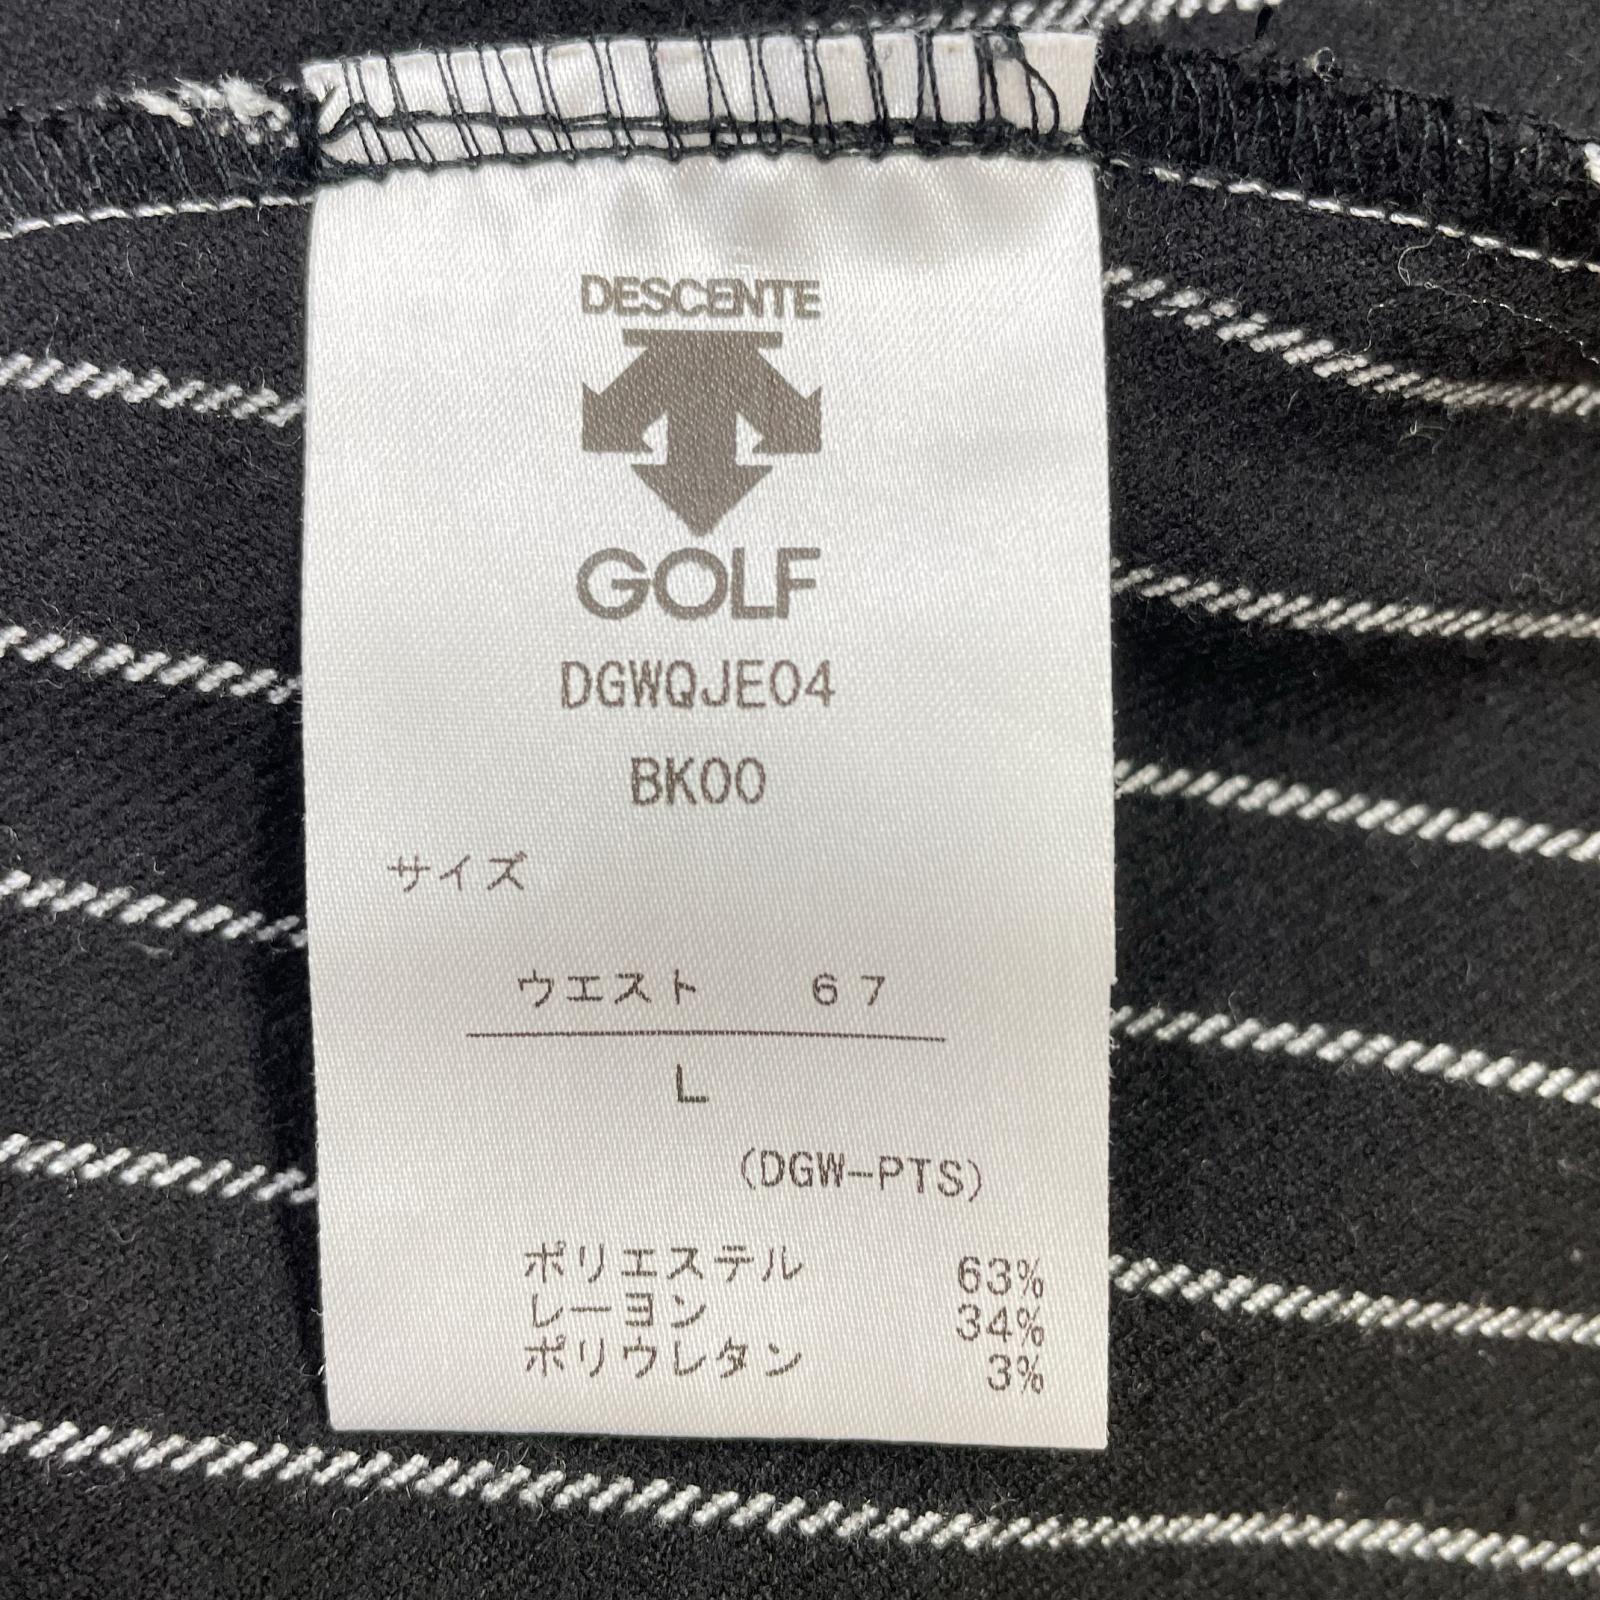 DESCENTE
GOLF
DGWQJE04
BK00
サイズ
ウエスト 67
L
(DGW-PTS)
ポリエステル 63%
レーヨン 34%
ポリウレタン 3%